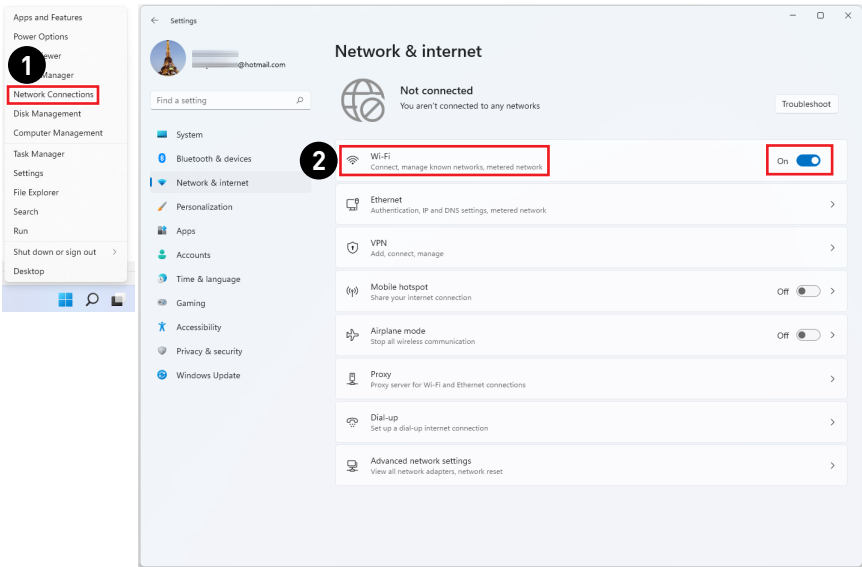 Apps and Features
Power Options
ewer
1
Manager
Network Connections
Disk Management
Computer Management
Task Manager
Settings
File Explorer
Search
Run
Shut down or sign out
Desktop
Settings
@hotmail.com
Find a setting
System
Bluetooth & devices
Network & internet
Personalization
Apps
Accounts
Time & language
Gaming
Accessibility
Privacy & security
Windows Update
Network & internet
Not connected
You aren't connected to any networks
Troubleshoot
2
Wi-Fi
Connect, manage known networks, metered network
On
Ethernet
Authentication, IP and DNS settings, metered network
VPN
Add, connect, manage
Mobile hotspot
Share your internet connection
Off
Airplane mode
Stop all wireless communication
Off
Proxy
Proxy server for Wi-Fi and Ethernet connections
Dial-up
Set up a dial-up internet connection
Advanced network settings
View all network adapters, network reset